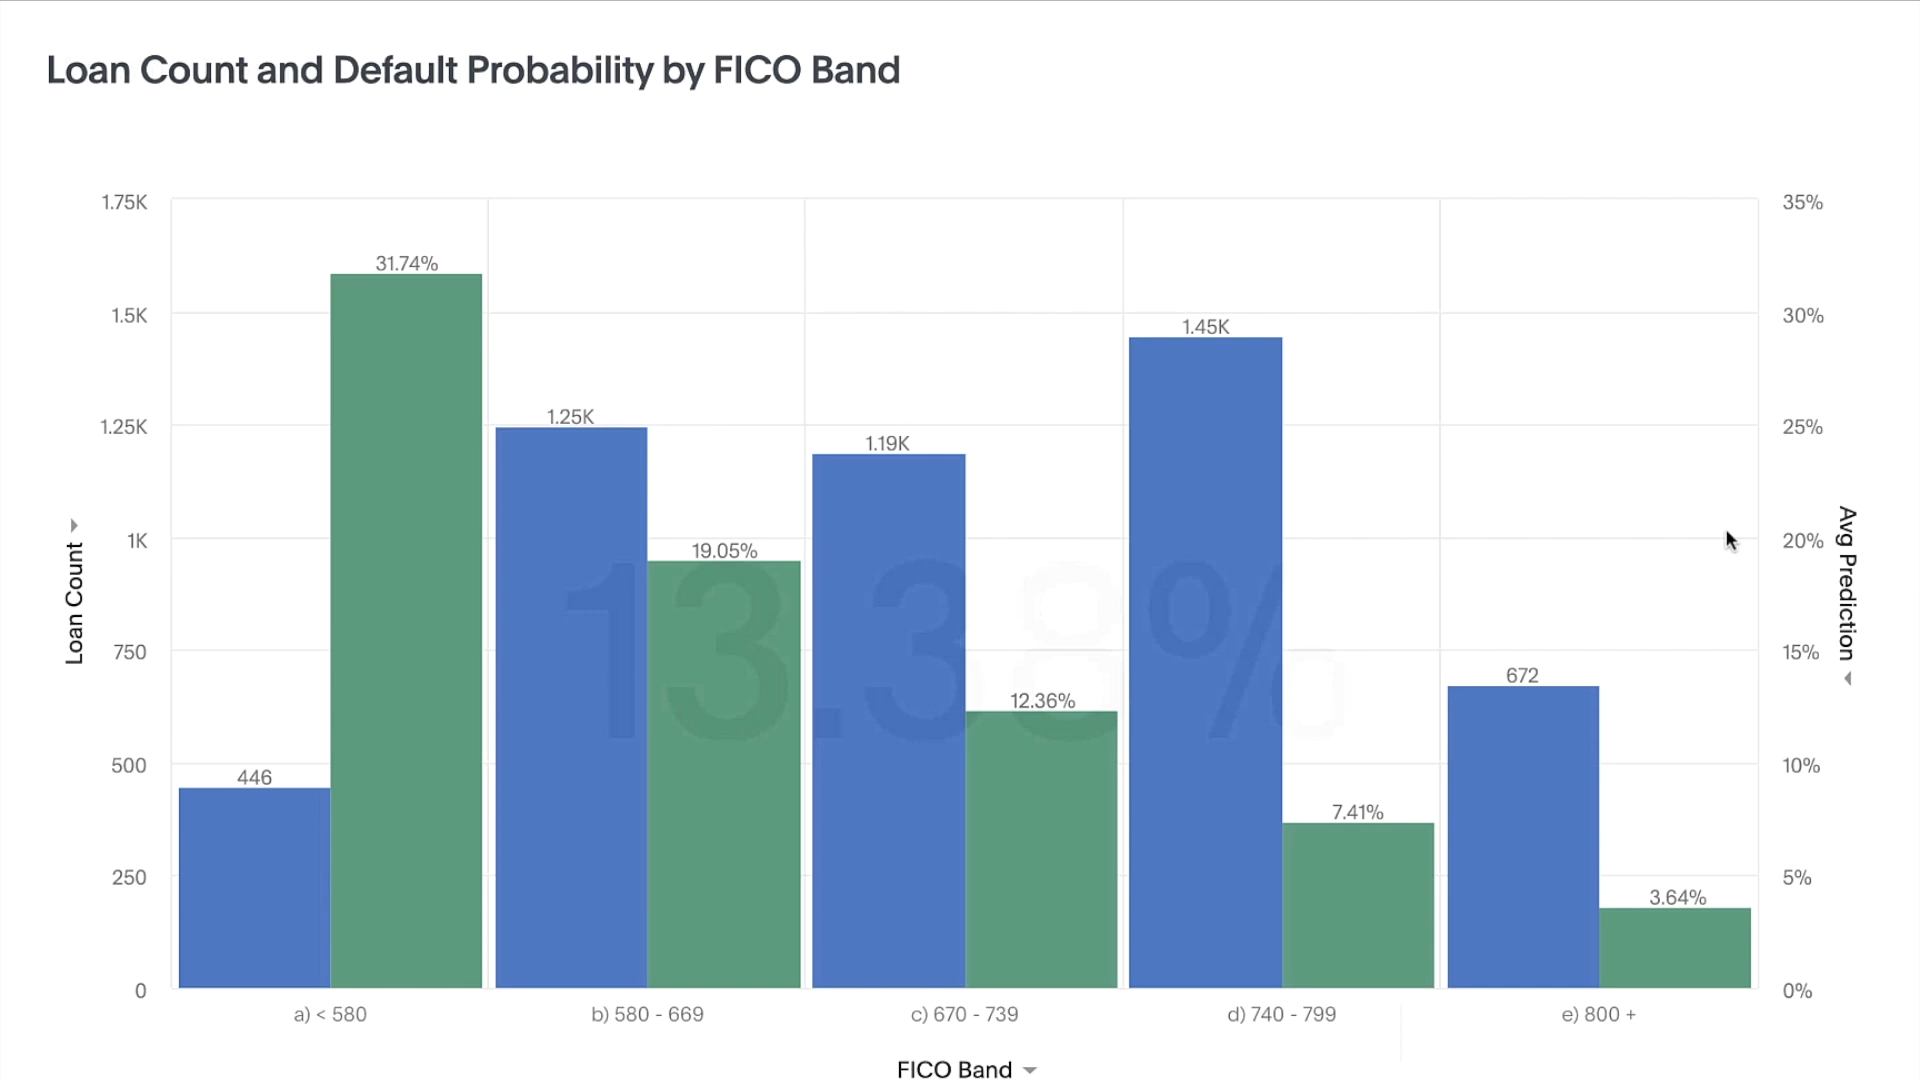 Loan Count and Default Probability by FICO Band
1.75K
1.5K
1.25K
1K
750
500
250
0
Loan Count
35%
30%
25%
20%
15%
10%
5%
0%
Avg Prediction
446
31.74%
1.25K
19.05%
1.19K
12.36%
1.45K
7.41%
672
3.64%
13.38%
a) < 580
b) 580 - 669
c) 670 - 739
d) 740 - 799
e) 800 +
FICO Band